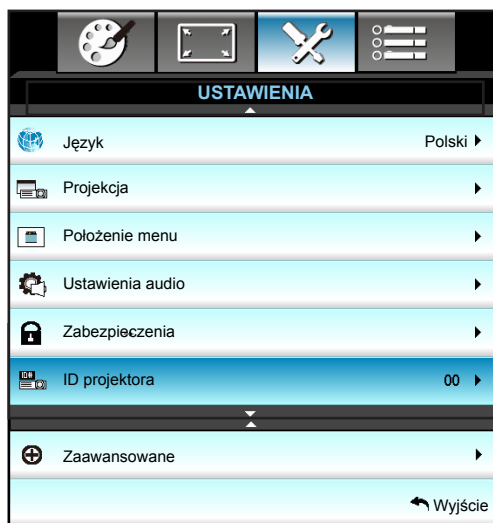 USTAWIENIA
Język Polski
Projekcja
Położenie menu
Ustawienia audio
Zabezpieczenia
ID projektora 00
Zaawansowane
Wyjście